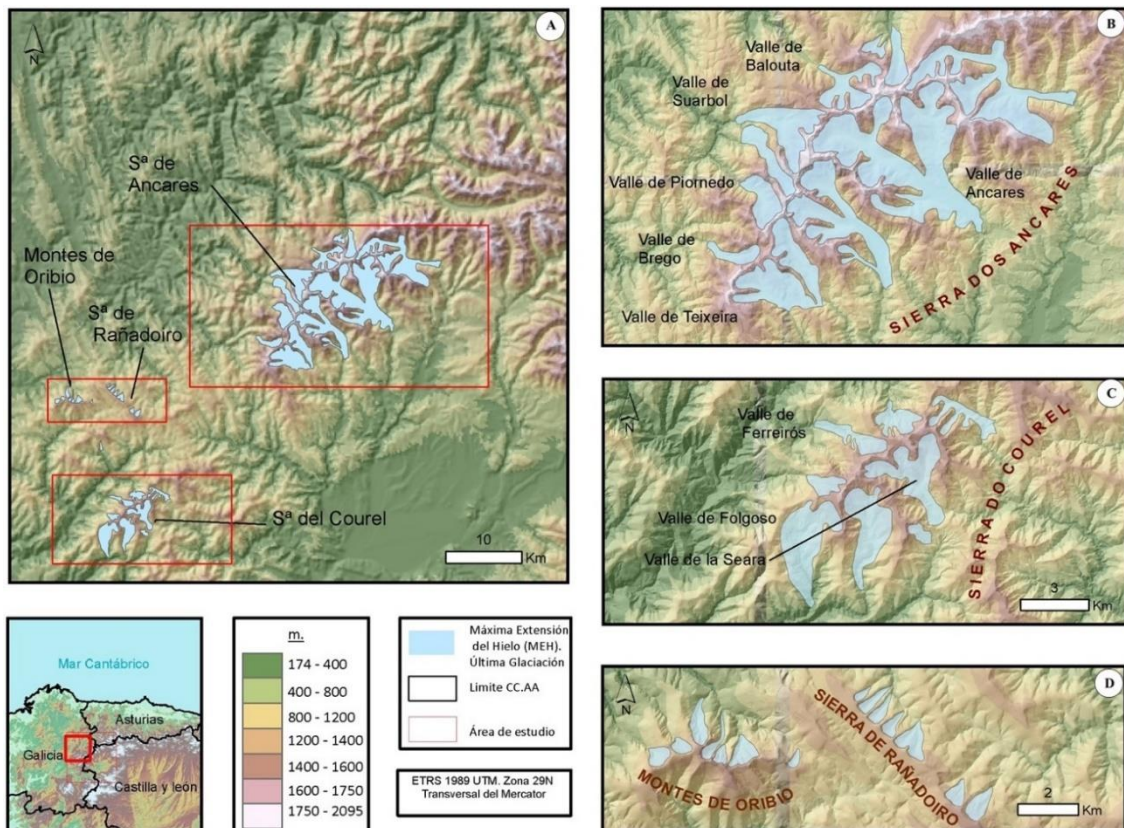 A
N
Sª de
Ancares
Montes de
Oribio
Sª de
Rañadoiro
Sª del Courel
10
Km
B
Valle de
Balouta
Valle de
Suarbol
Valle de Piornedo
Valle de
Ancares
Valle de
Brego
Valle de Teixeira
SIERRA DOS ANCARES
C
N
Valle de
Ferreirós
Valle de Folgoso
Valle de la Seara
SIERRA DO COUREL
3
Km
D
N
MONTES DE ORIBIO
SIERRA DE RAÑADOIRO
2
Km
Mar Cantábrico
Asturias
Galicia
Castilla y león
m.
174 - 400
400 - 800
800 - 1200
1200 - 1400
1400 - 1600
1600 - 1750
1750 - 2095
Máxima Extensión
del Hielo (MEH).
Última Glaciación
Limite CC.AA
Área de estudio
ETRS 1989 UTM. Zona 29N
Transversal del Mercator